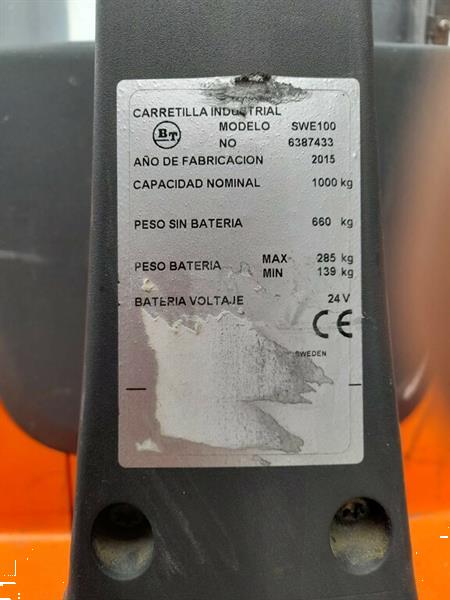 CARRETILLA INDUSTRIAL
BT MODELO SWE100
NO 6387433
AÑO DE FABRICACION 2015
CAPACIDAD NOMINAL 1000 kg
PESO SIN BATERIA 660 kg
PESO BATERIA MAX 285 kg
MIN 139 kg
BATERIA VOLTAJE 24 V
CE
SWEDEN